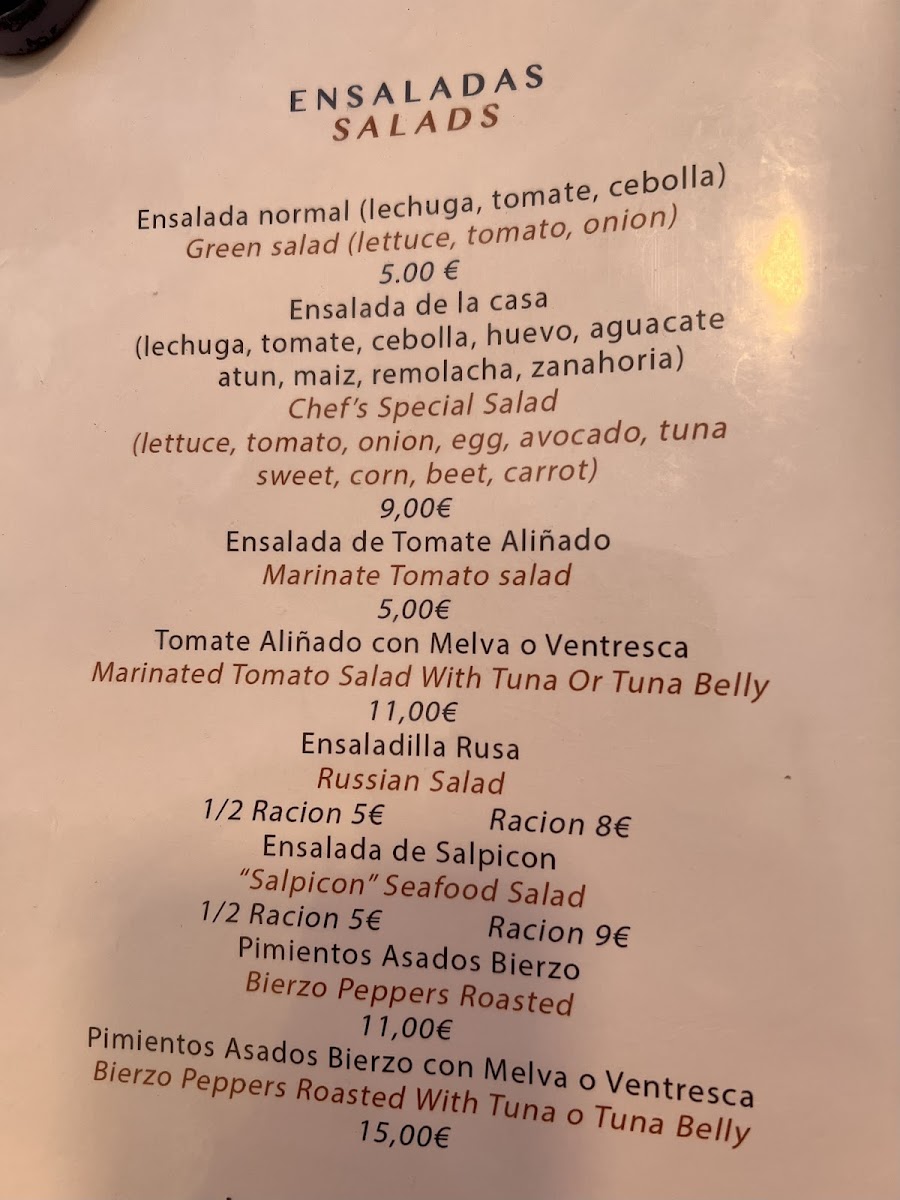 ENSALADAS
SALADS
Ensalada normal (lechuga, tomate, cebolla)
Green salad (lettuce, tomato, onion)
5.00 €
Ensalada de la casa
(lechuga, tomate, cebolla, huevo, aguacate
atun, maiz, remolacha, zanahoria)
Chef's Special Salad
(lettuce, tomato, onion, egg, avocado, tuna
sweet, corn, beet, carrot)
9,00€
Ensalada de Tomate Aliñado
Marinate Tomato salad
5,00€
Tomate Aliñado con Melva o Ventresca
Marinated Tomato Salad With Tuna Or Tuna Belly
11,00€
Ensaladilla Rusa
Russian Salad
1/2 Racion 5€ Racion 8€
Ensalada de Salpicon
"Salpicon" Seafood Salad
1/2 Racion 5€ Racion 9€
Pimientos Asados Bierzo
Bierzo Peppers Roasted
11,00€
Pimientos Asados Bierzo con Melva o Ventresca
Bierzo Peppers Roasted With Tuna o Tuna Belly
15,00€